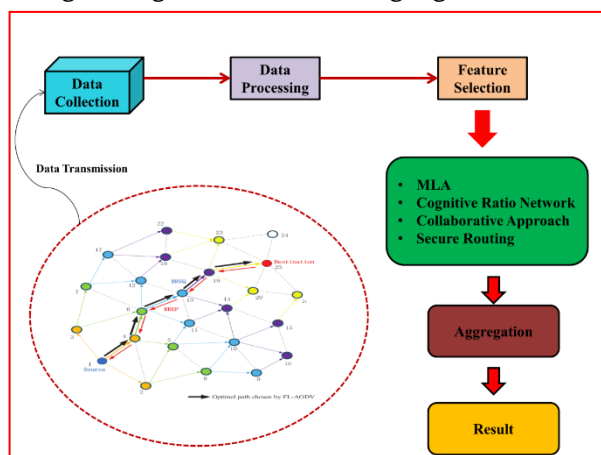 Data
Collection
Data
Processing
Feature
Selection
Data Transmission
• MLA
• Cognitive Ratio Network
• Collaborative Approach
• Secure Routing
Aggregation
Result
22
23
24
17
18
Destination
25
7
12
RREQ
13
19
20
6
RREP
14
3
4
11
15
1
5
10
16
Source
2
8
9
Optimal path chosen by FL-AODV